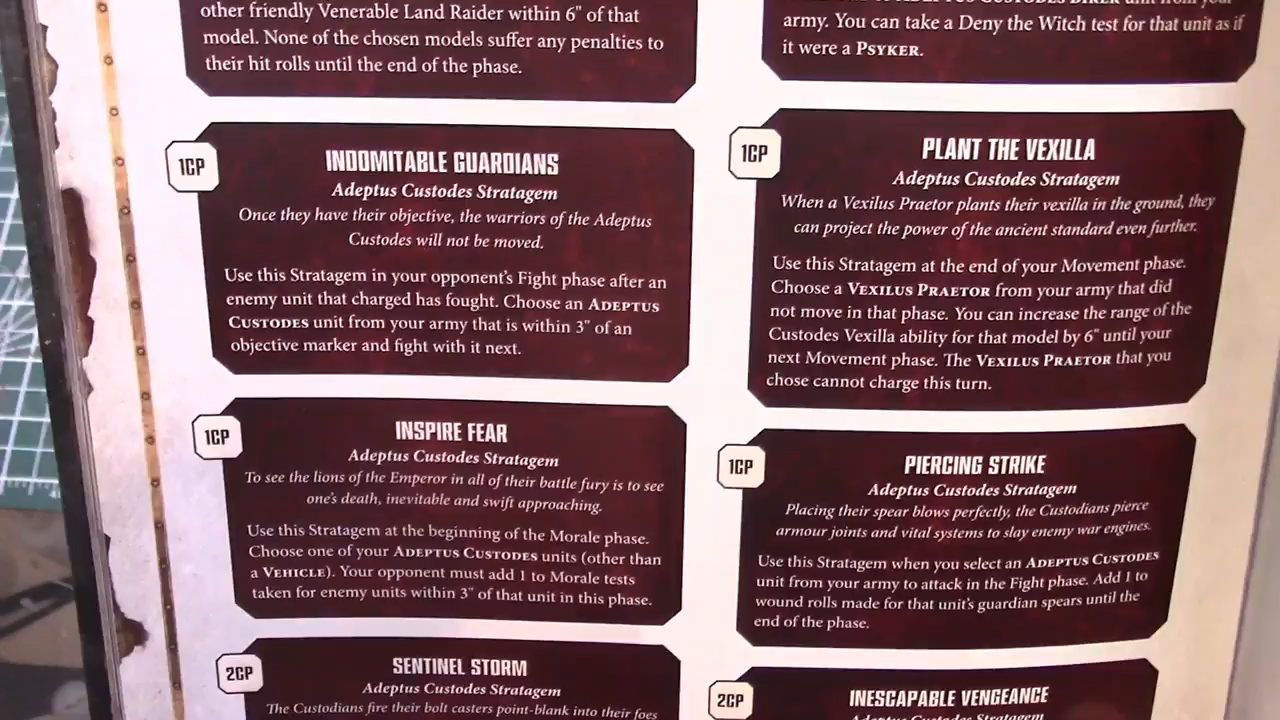 other friendly Venerable Land Raider within 6" of that
model. None of the chosen models suffer any penalties to
their hit rolls until the end of the phase.
1CP
INDOMITABLE GUARDIANS
Adeptus Custodes Stratagem
Once they have their objective, the warriors of the Adeptus
Custodes will not be moved.
Use this Stratagem in your opponent's Fight phase after an
enemy unit that charged has fought. Choose an ADEPTUS
CUSTODES unit from your army that is within 3" of an
objective marker and fight with it next.
1CP
INSPIRE FEAR
Adeptus Custodes Stratagem
To see the lions of the Emperor in all of their battle fury is to see
one's death, inevitable and swift approaching.
Use this Stratagem at the beginning of the Morale phase.
Choose one of your ADEPTUS CUSTODES units (other than
a VEHICLE). Your opponent must add 1 to Morale tests
taken for enemy units within 3" of that unit in this phase.
2CP
SENTINEL STORM
Adeptus Custodes Stratagem
The Custodians fire their bolt casters point-blank into their foes
army. You can take a Deny the Witch test for that unit as if
it were a PSYKER.
1CP
PLANT THE VEXILLA
Adeptus Custodes Stratagem
When a Vexilus Praetor plants their vexilla in the ground, they
can project the power of the ancient standard even further.
Use this Stratagem at the end of your Movement phase.
Choose a VEXILUS PRAETOR from your army that did
not move in that phase. You can increase the range of the
Custodes Vexilla ability for that model by 6" until your
next Movement phase. The VEXILUS PRAETOR that you
chose cannot charge this turn.
1CP
PIERCING STRIKE
Adeptus Custodes Stratagem
Placing their spear blows perfectly, the Custodians pierce
armour joints and vital systems to slay enemy war engines.
Use this Stratagem when you select an ADEPTUS CUSTODES
unit from your army to attack in the Fight phase. Add 1 to
wound rolls made for that unit's guardian spears until the
end of the phase.
2CP
INESCAPABLE VENGEANCE
Adeptus Custodes Stratagem